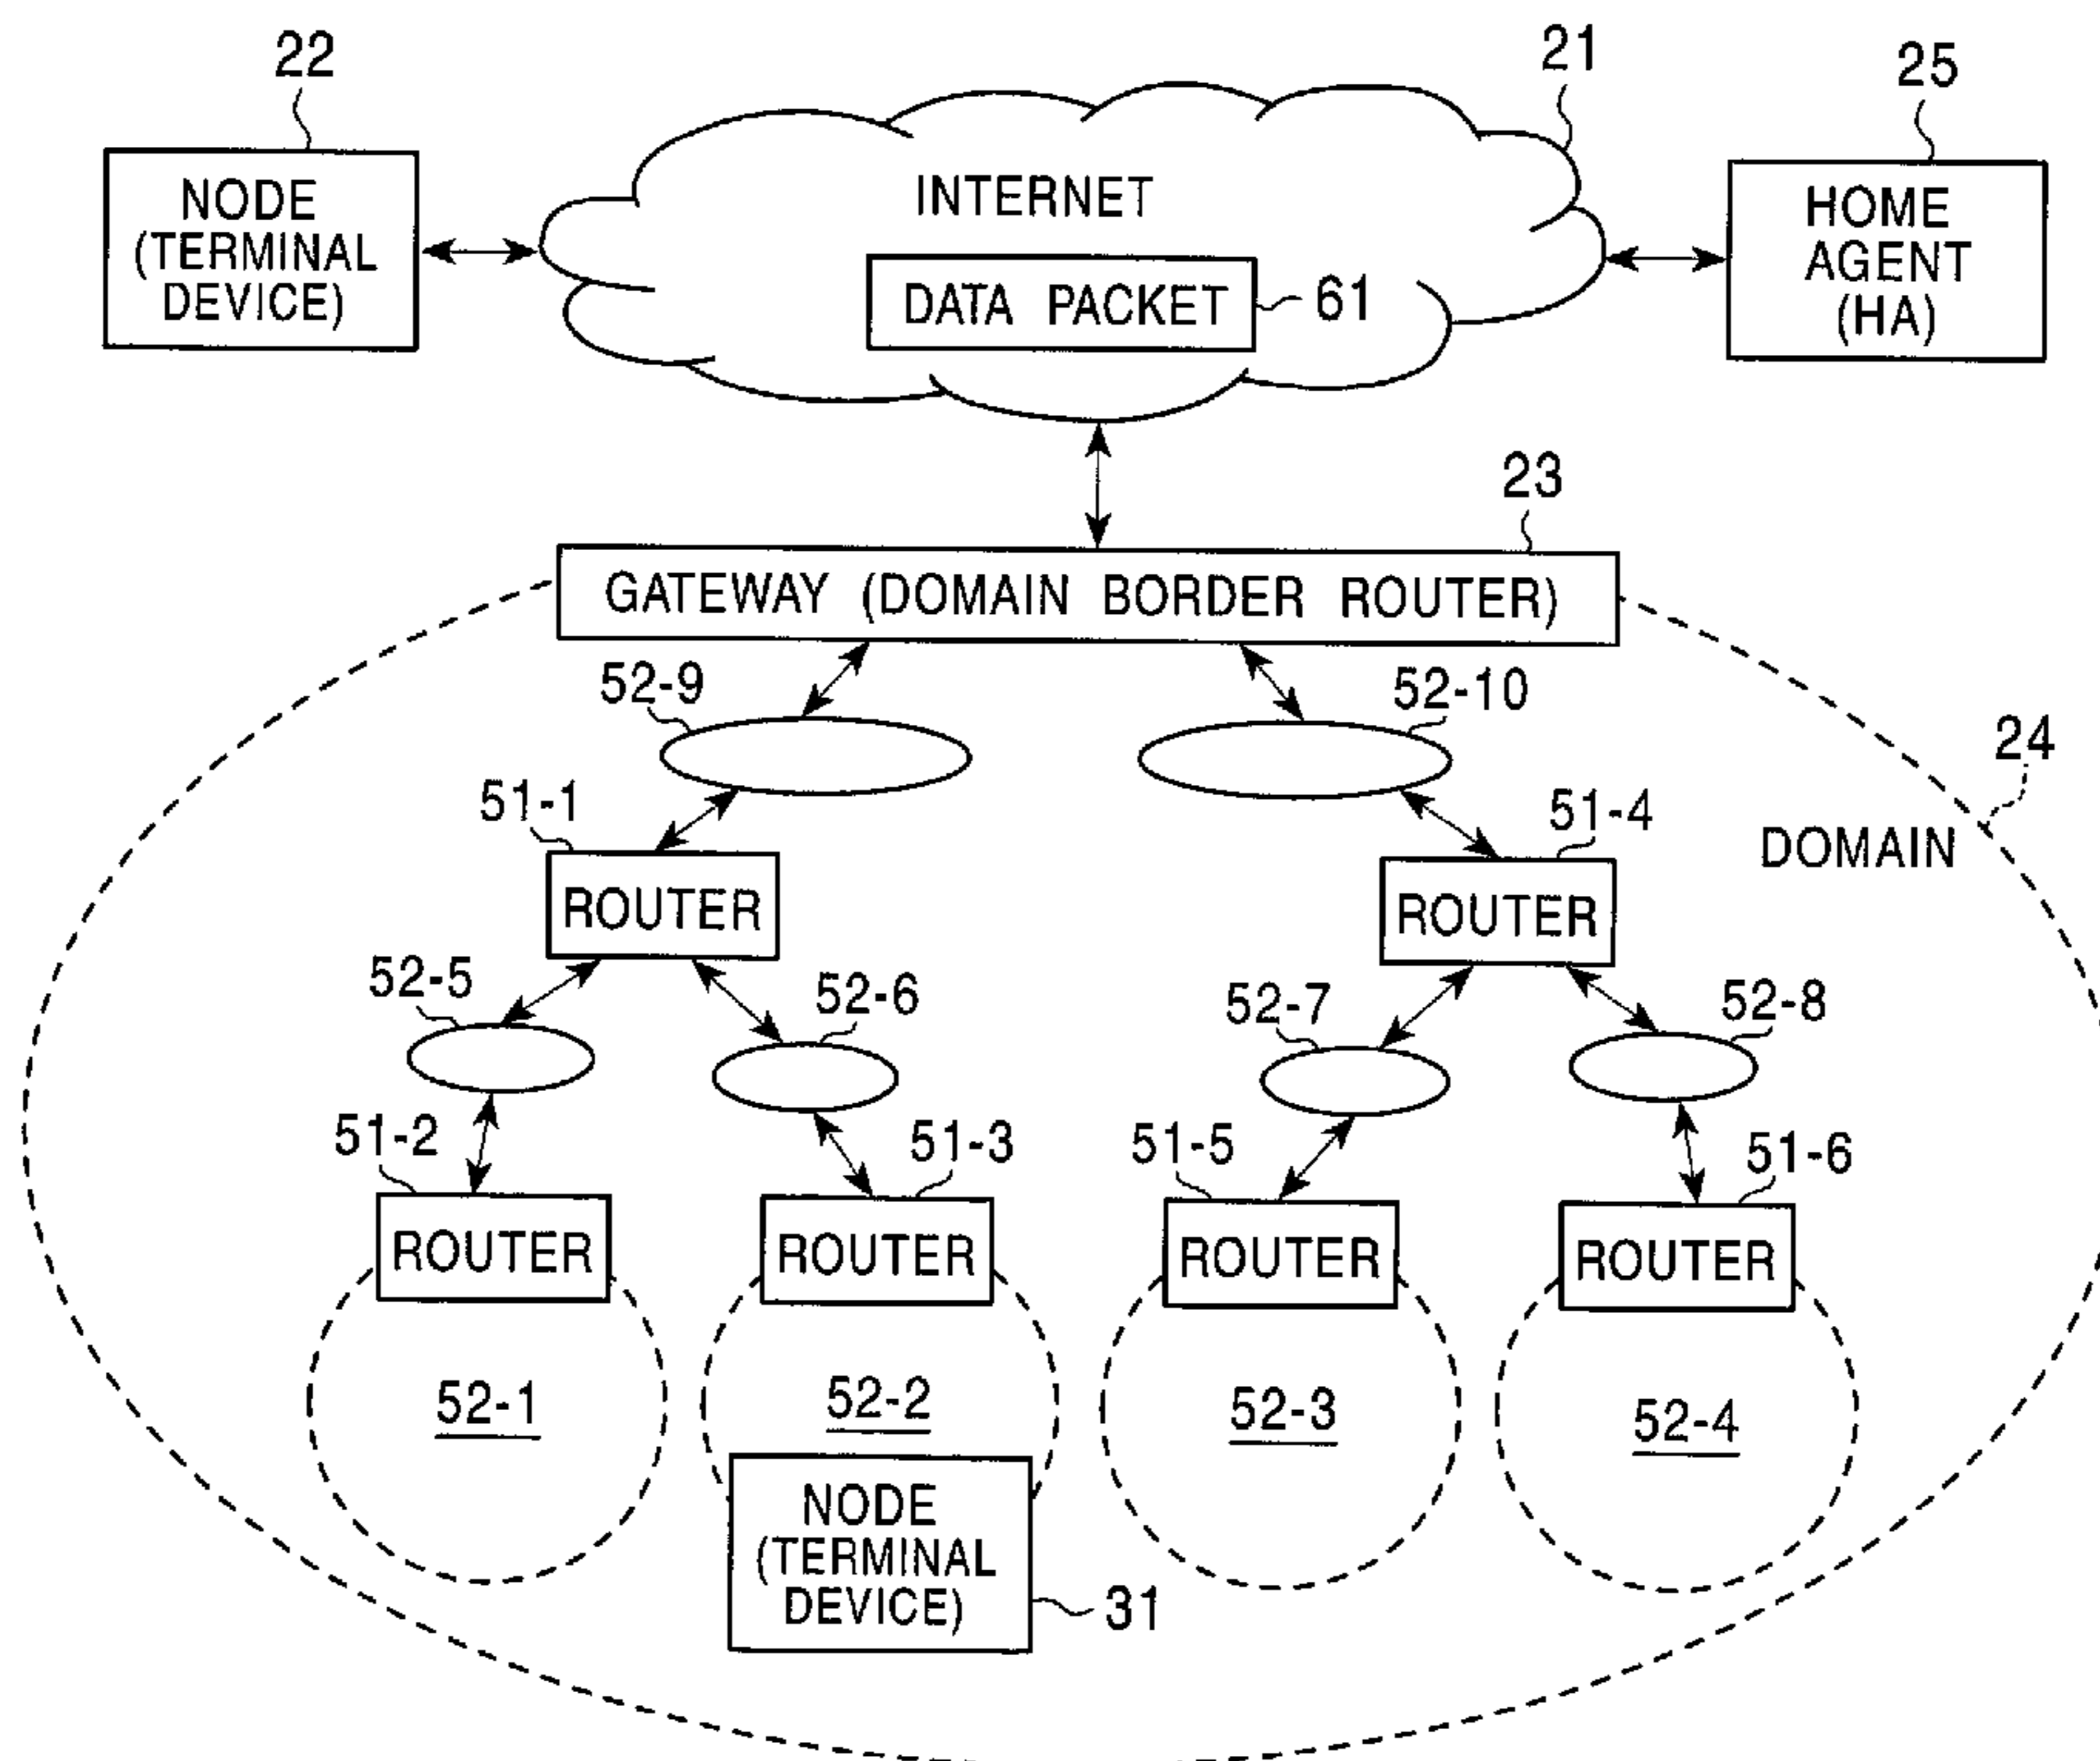 22
21
25
NODE
(TERMINAL
DEVICE)
INTERNET
DATA PACKET
61
HOME
AGENT
(HA)
23
GATEWAY (DOMAIN BORDER ROUTER)
52-9
52-10
24
DOMAIN
51-1
51-4
ROUTER
ROUTER
52-5
52-6
52-7
52-8
51-2
51-3
51-5
51-6
ROUTER
ROUTER
ROUTER
ROUTER
52-1
52-2
52-3
52-4
NODE
(TERMINAL
DEVICE)
31